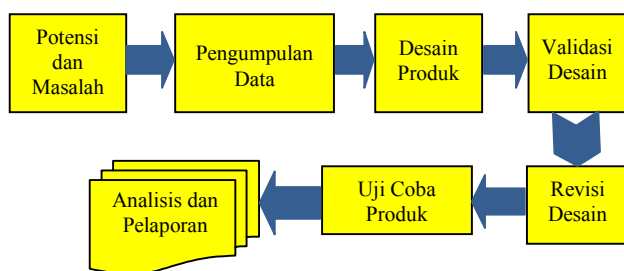 Potensi
dan
Masalah
Pengumpulan
Data
Desain
Produk
Validasi
Desain
Revisi
Desain
Uji Coba
Produk
Analisis dan
Pelaporan